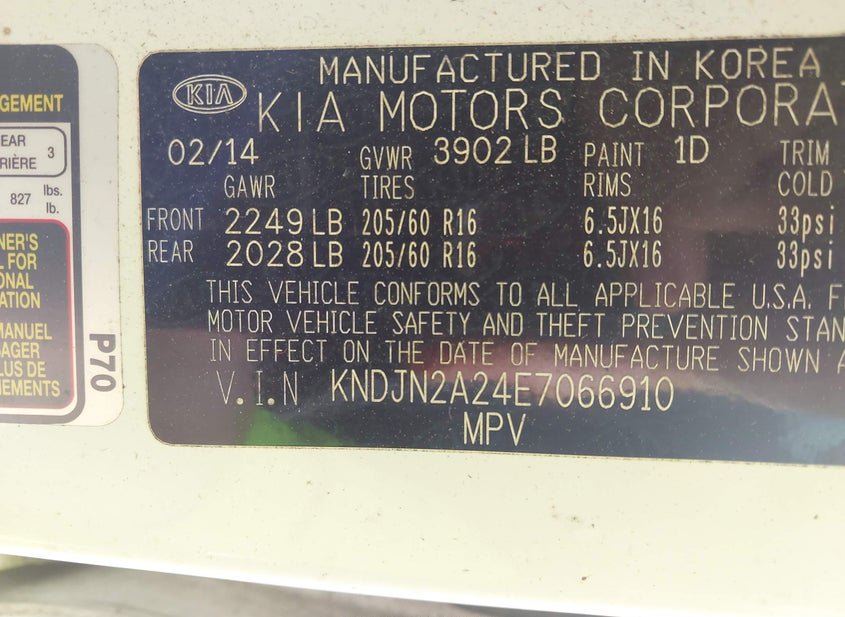 GEMENT
EAR
RIÈRE 3
827 lbs.
lb.
NER'S
L FOR
ONAL
ATION
MANUEL
AGER
LUS DE
NEMENTS
P70
MANUFACTURED IN KOREA
KIA KIA MOTORS CORPORA
02/14 GVWR 3902 LB PAINT 1D TRIM
GAWR TIRES RIMS COLD
FRONT 2249 LB 205/60 R16 6.5JX16 33psi
REAR 2028 LB 205/60 R16 6.5JX16 33psi
THIS VEHICLE CONFORMS TO ALL APPLICABLE U.S.A. F
MOTOR VEHICLE SAFETY AND THEFT PREVENTION STAN
IN EFFECT ON THE DATE OF MANUFACTURE SHOWN A
V.I.N KNDJN2A24E7066910
MPV